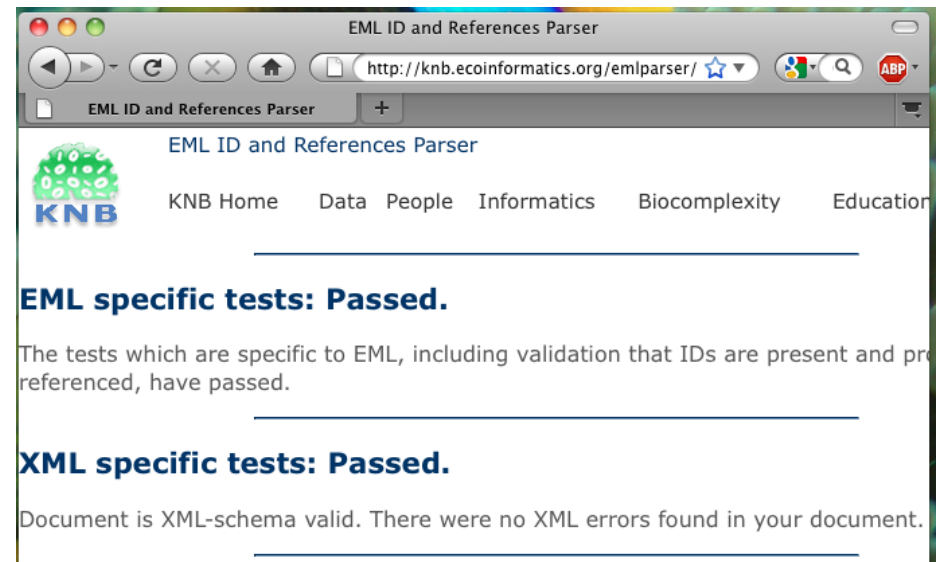 EML ID and References Parser
http://knb.ecoinformatics.org/emlparser/
ABP
EML ID and References Parser
+
KNB
EML ID and References Parser
KNB Home Data People Informatics Biocomplexity Education
EML specific tests: Passed.
The tests which are specific to EML, including validation that IDs are present and pro
referenced, have passed.
XML specific tests: Passed.
Document is XML-schema valid. There were no XML errors found in your document.